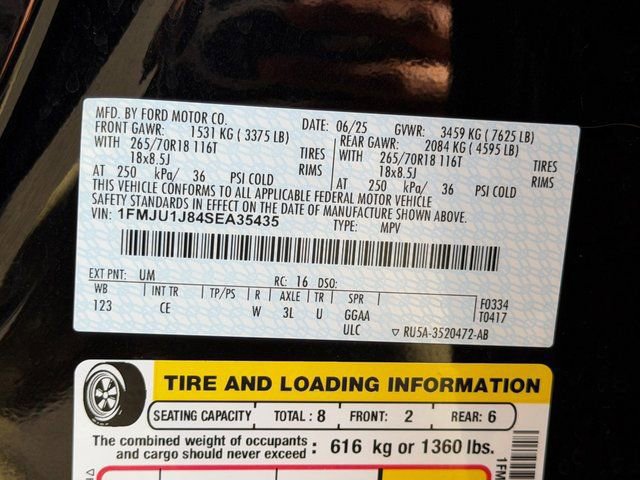 MFD. BY FORD MOTOR CO. DATE: 06/25 GVWR: 3459 KG ( 7625 LB)
FRONT GAWR: 1531 KG ( 3375 LB) REAR GAWR: 2084 KG ( 4595 LB)
WITH 265/70R18 116T TIRES WITH 265/70R18 116T TIRES
18x8.5J RIMS 18x8.5J RIMS
AT 250 kPa/ 36 PSI COLD AT 250 kPa/ 36 PSI COLD
THIS VEHICLE CONFORMS TO ALL APPLICABLE FEDERAL MOTOR VEHICLE
SAFETY STANDARDS IN EFFECT ON THE DATE OF MANUFACTURE SHOWN ABOVE.
VIN: 1FMJU1J84SEA35435 TYPE: MPV
EXT PNT: UM RC: 16 DSO:
WB INT TR TP/PS R AXLE TR SPR F0334
123 CE W 3L U GGAA T0417
ULC ▽ RU5A-3520472-AB
TIRE AND LOADING INFORMATION
SEATING CAPACITY TOTAL : 8 FRONT: 2 REAR: 6
The combined weight of occupants
and cargo should never exceed : 616 kg or 1360 lbs.
1FM